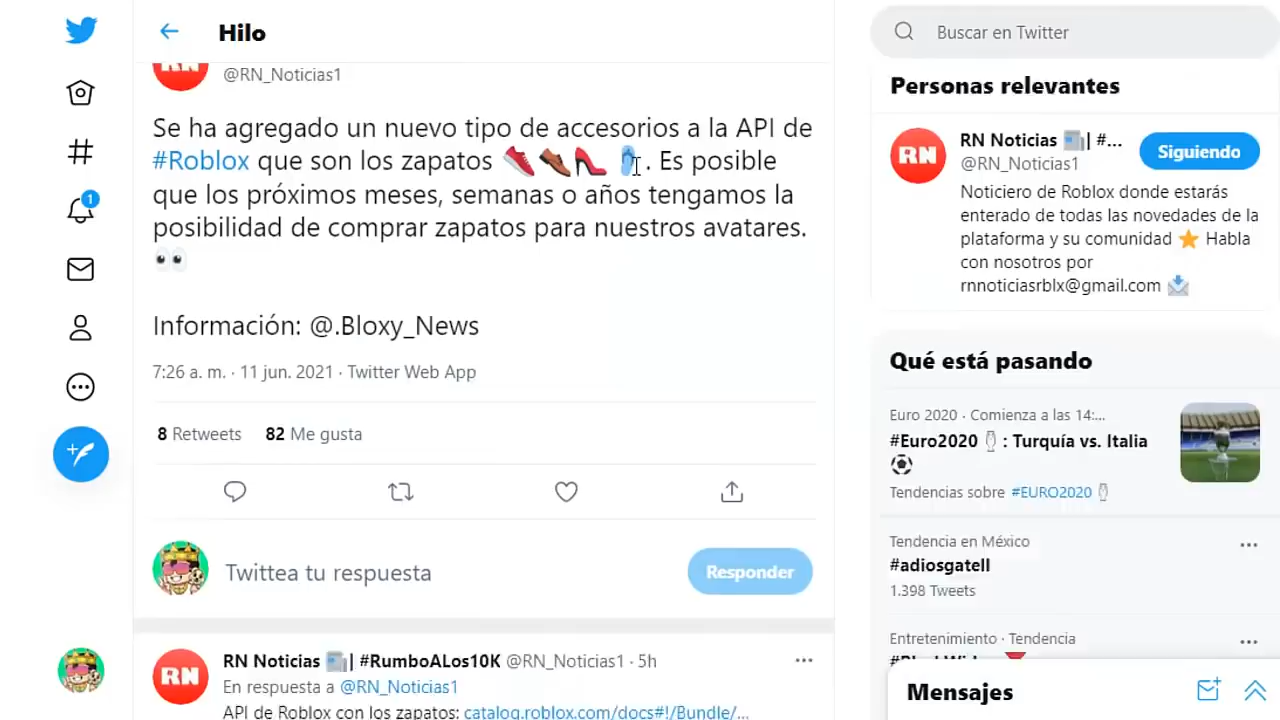 Hilo
@RN_Noticias1
Se ha agregado un nuevo tipo de accesorios a la API de
#Roblox que son los zapatos 👟👞👠 🩴. Es posible
que los próximos meses, semanas o años tengamos la
posibilidad de comprar zapatos para nuestros avatares.
👀
Información: @.Bloxy_News
7:26 a. m. · 11 jun. 2021 · Twitter Web App
8 Retweets 82 Me gusta
Twittea tu respuesta
Responder
RN
RN Noticias 📰| #RumboALos10K @RN_Noticias1 · 5h
En respuesta a @RN_Noticias1
API de Roblox con los zapatos: catalog.roblox.com/docs#!/Bundle/...
1
Buscar en Twitter
Personas relevantes
RN
RN Noticias 📰| #...
@RN_Noticias1
Siguiendo
Noticiero de Roblox donde estarás
enterado de todas las novedades de la
plataforma y su comunidad ⭐ Habla
con nosotros por
rnnoticiasrblx@gmail.com 📩
Qué está pasando
Euro 2020 · Comienza a las 14:...
#Euro2020 : Turquía vs. Italia
⚽
Tendencias sobre #EURO2020
Tendencia en México
#adiosgatell
1.398 Tweets
Entretenimiento · Tendencia
Mensajes